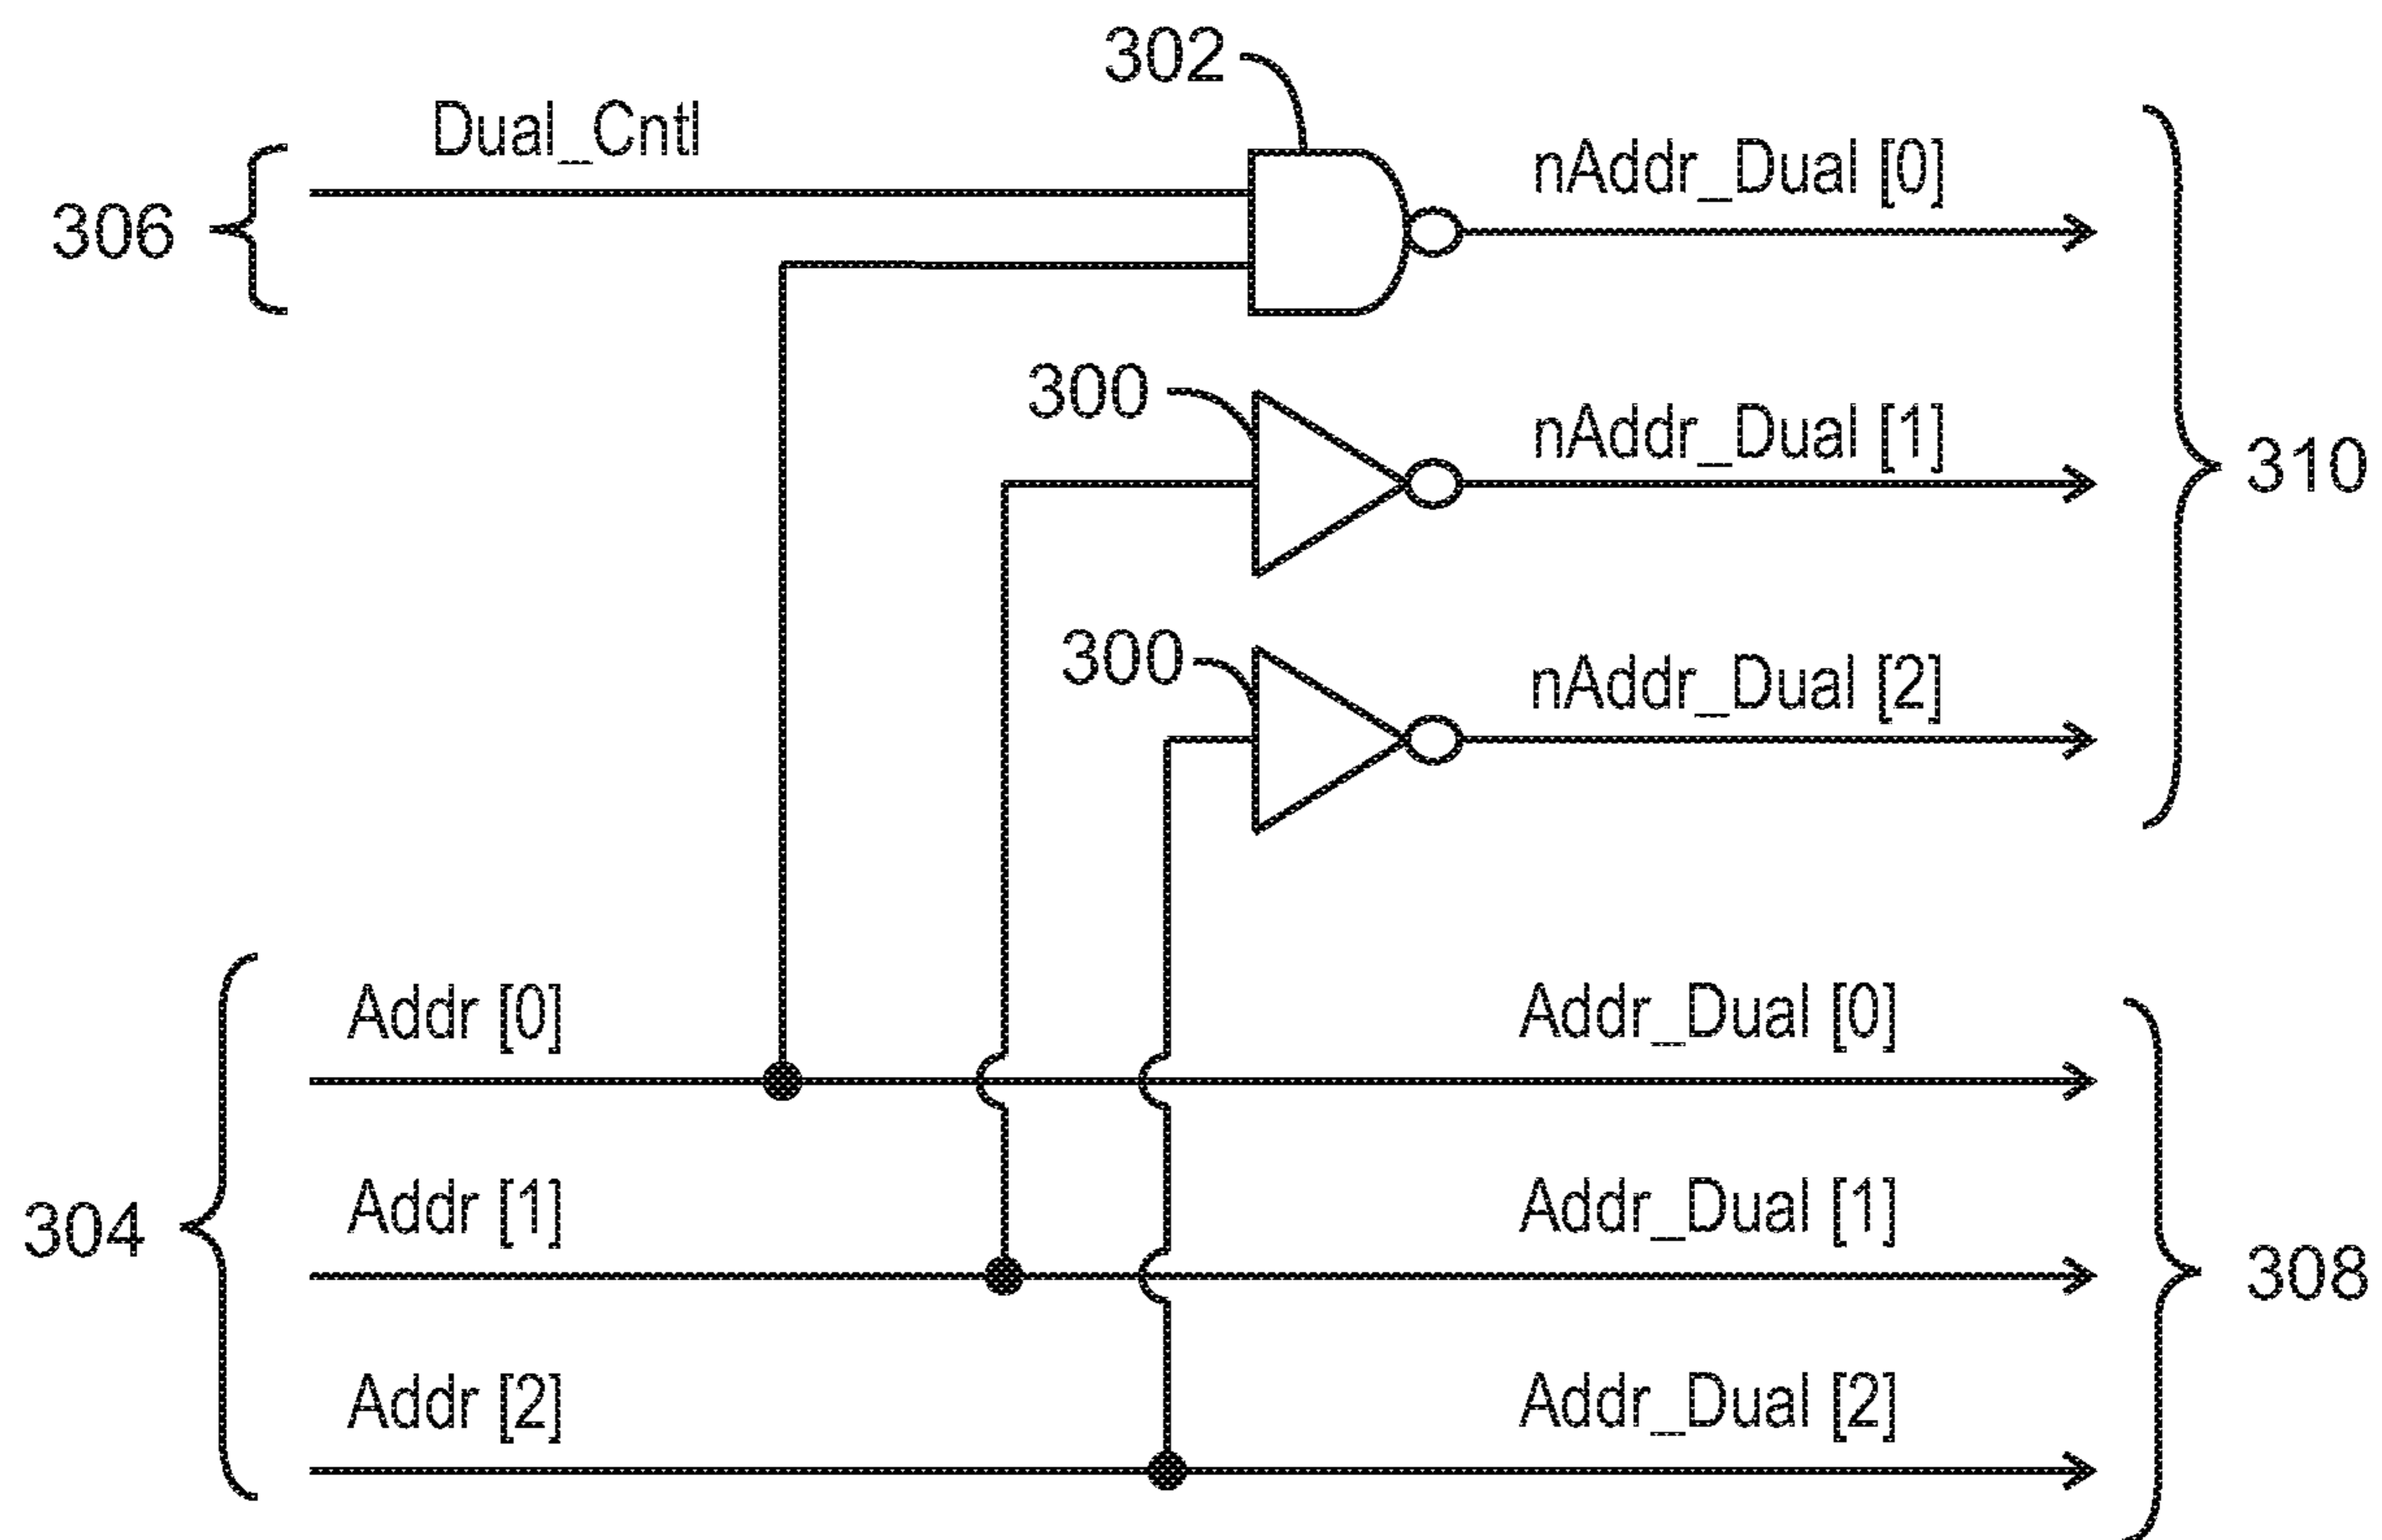 302
Dual_Cntl
nAddr_Dual [0]
306
300
nAddr_Dual [1]
310
300
nAddr_Dual [2]
Addr [0]
Addr_Dual [0]
304
Addr [1]
Addr_Dual [1]
308
Addr [2]
Addr_Dual [2]